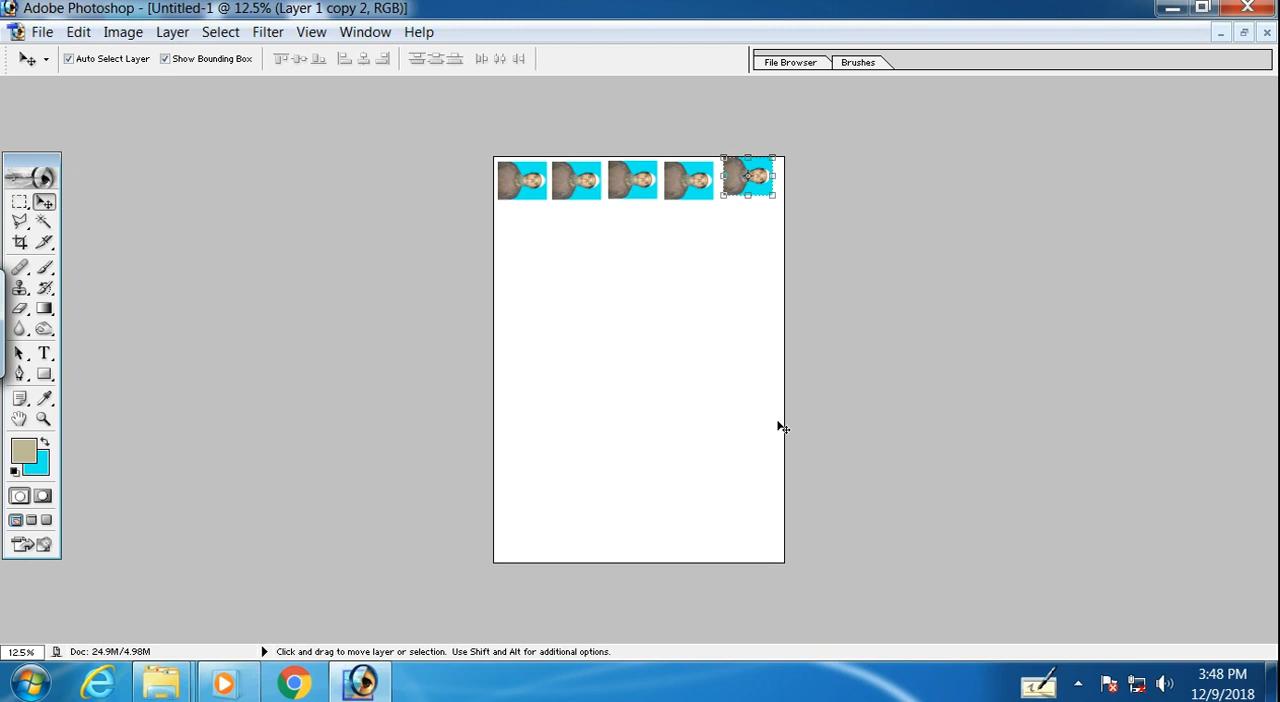 Adobe Photoshop - [Untitled-1 @ 12.5% (Layer 1 copy 2, RGB)]
File Edit Image Layer Select Filter View Window Help
Auto Select Layer Show Bounding Box File Browser Brushes
T
12.5% Doc: 24.9M/4.98M Click and drag to move layer or selection. Use Shift and Alt for additional options.
3:48 PM
12/9/2018